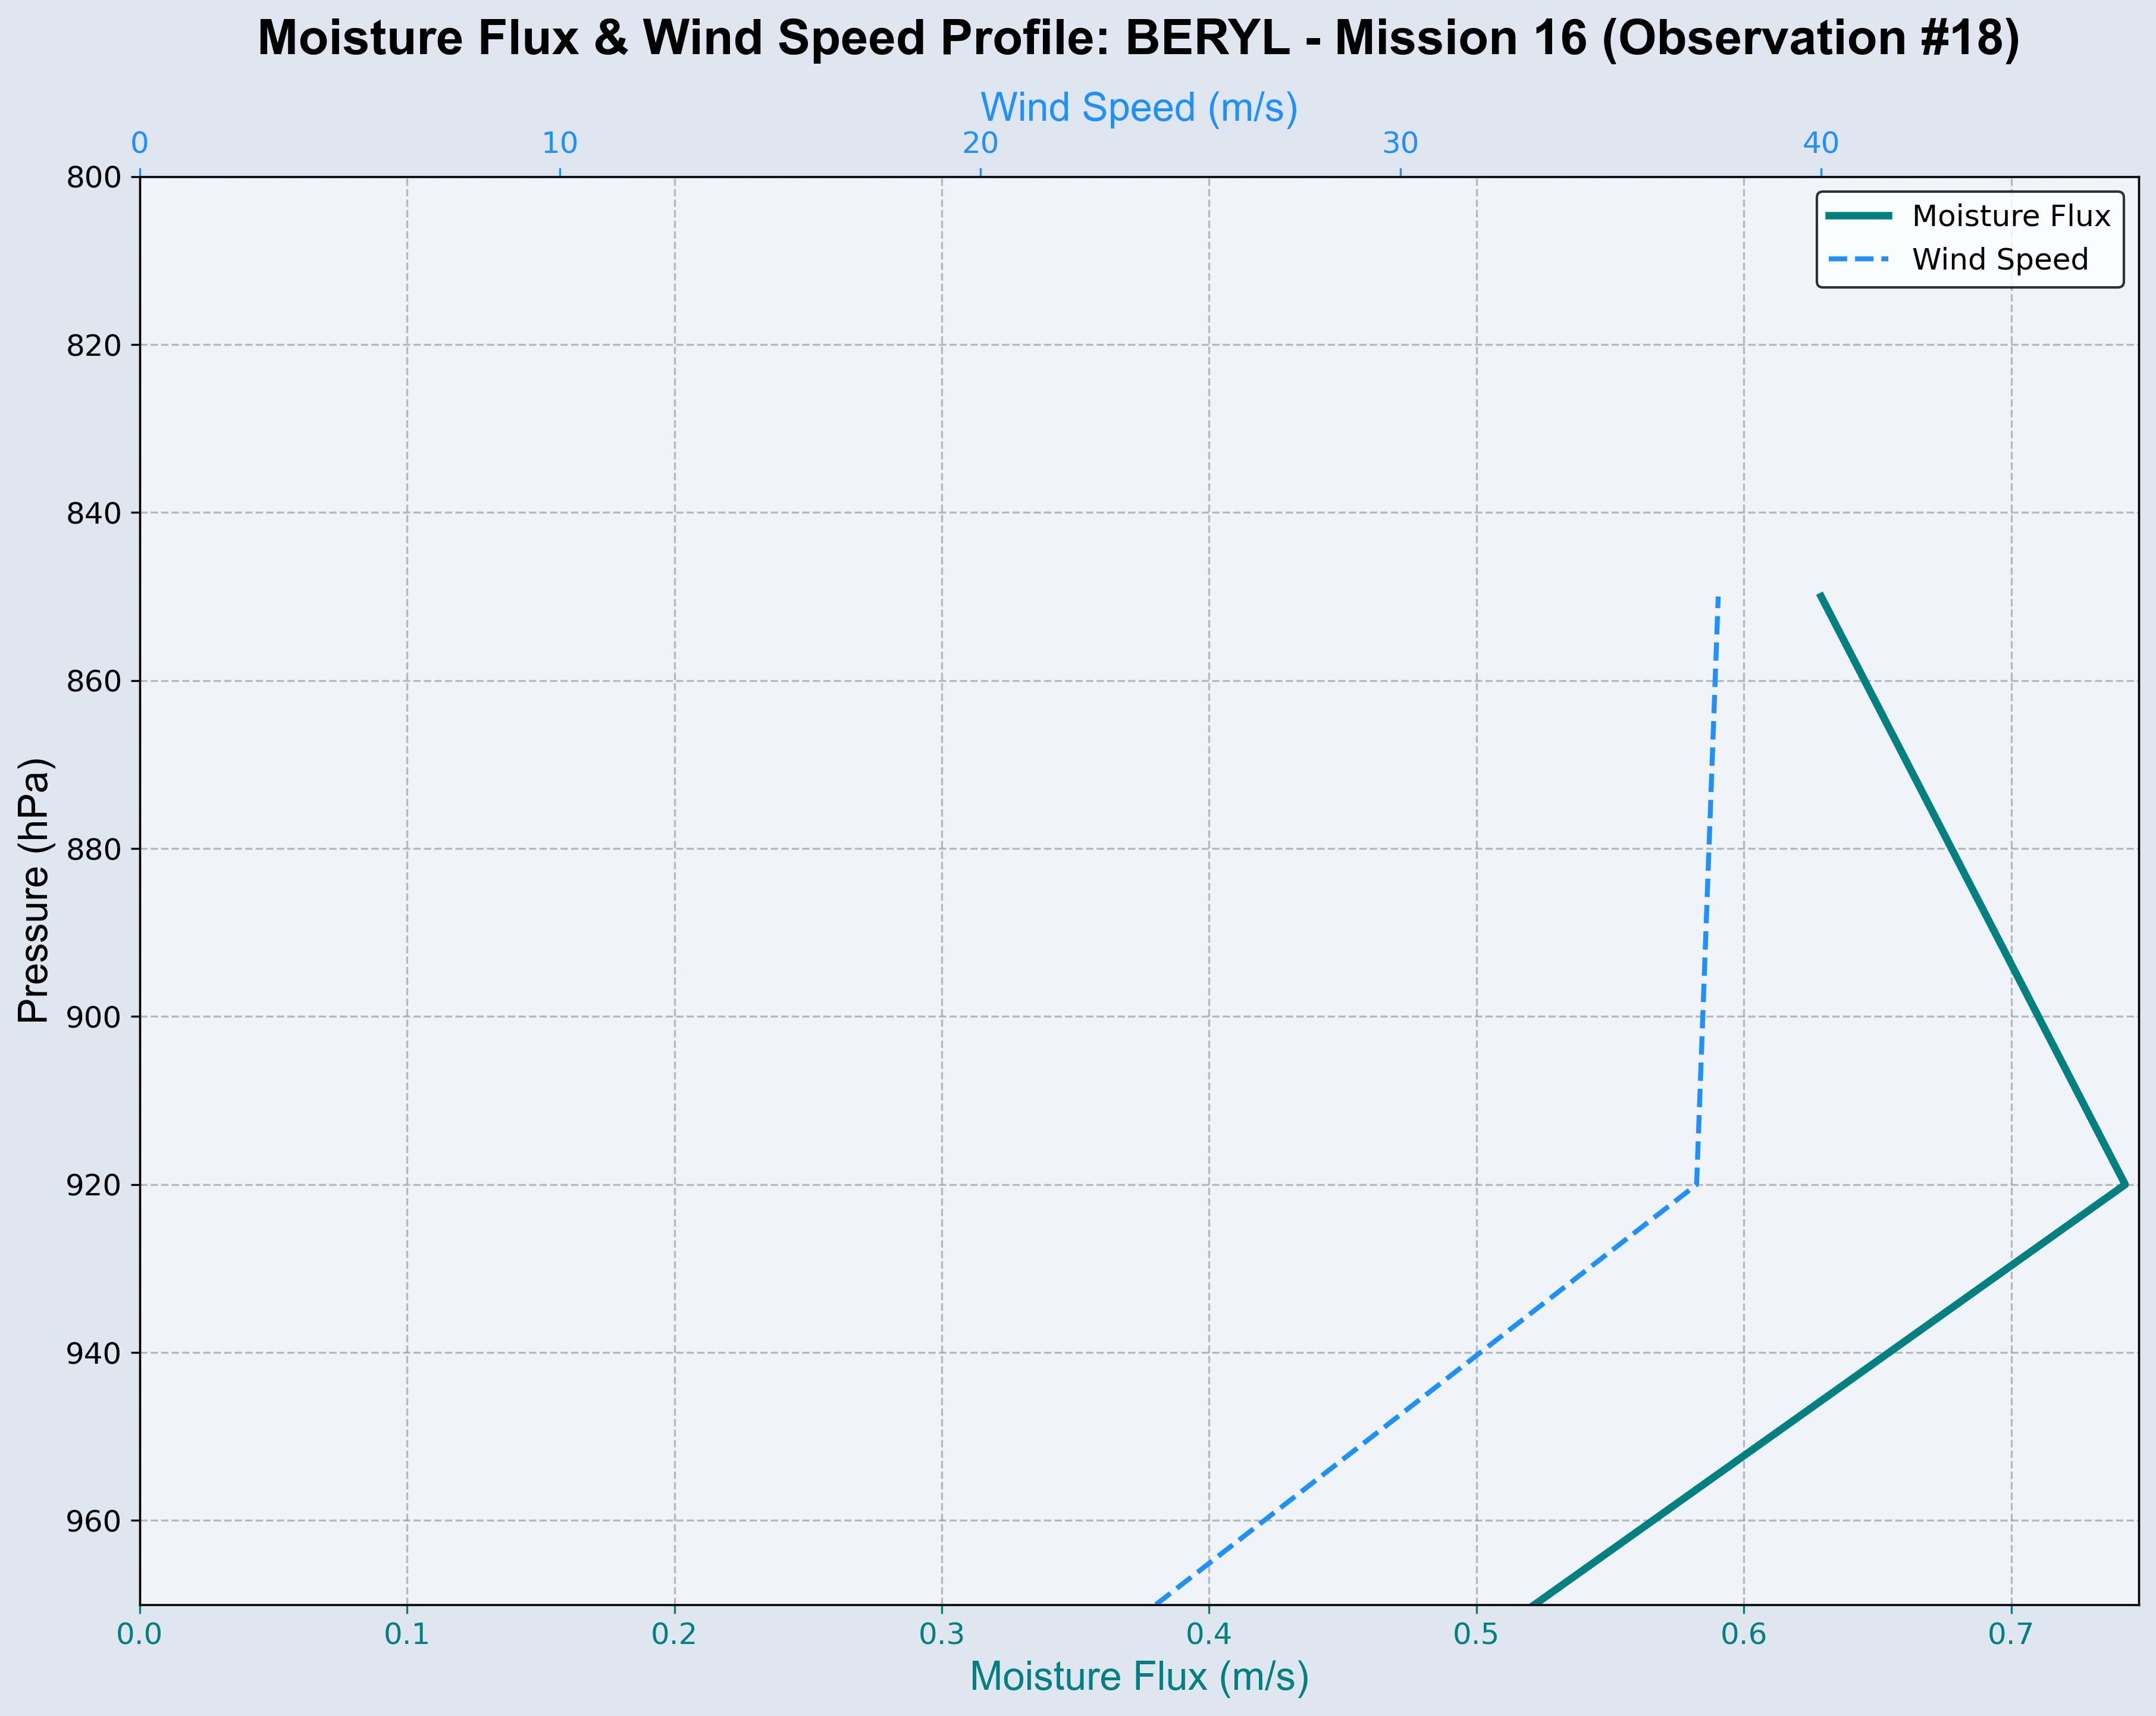 Moisture Flux & Wind Speed Profile: BERYL - Mission 16 (Observation #18)
Wind Speed (m/s)
0 10 20 30 40
Moisture Flux
Wind Speed
800
820
840
860
880
900
920
940
960
Pressure (hPa)
0.0 0.1 0.2 0.3 0.4 0.5 0.6 0.7
Moisture Flux (m/s)